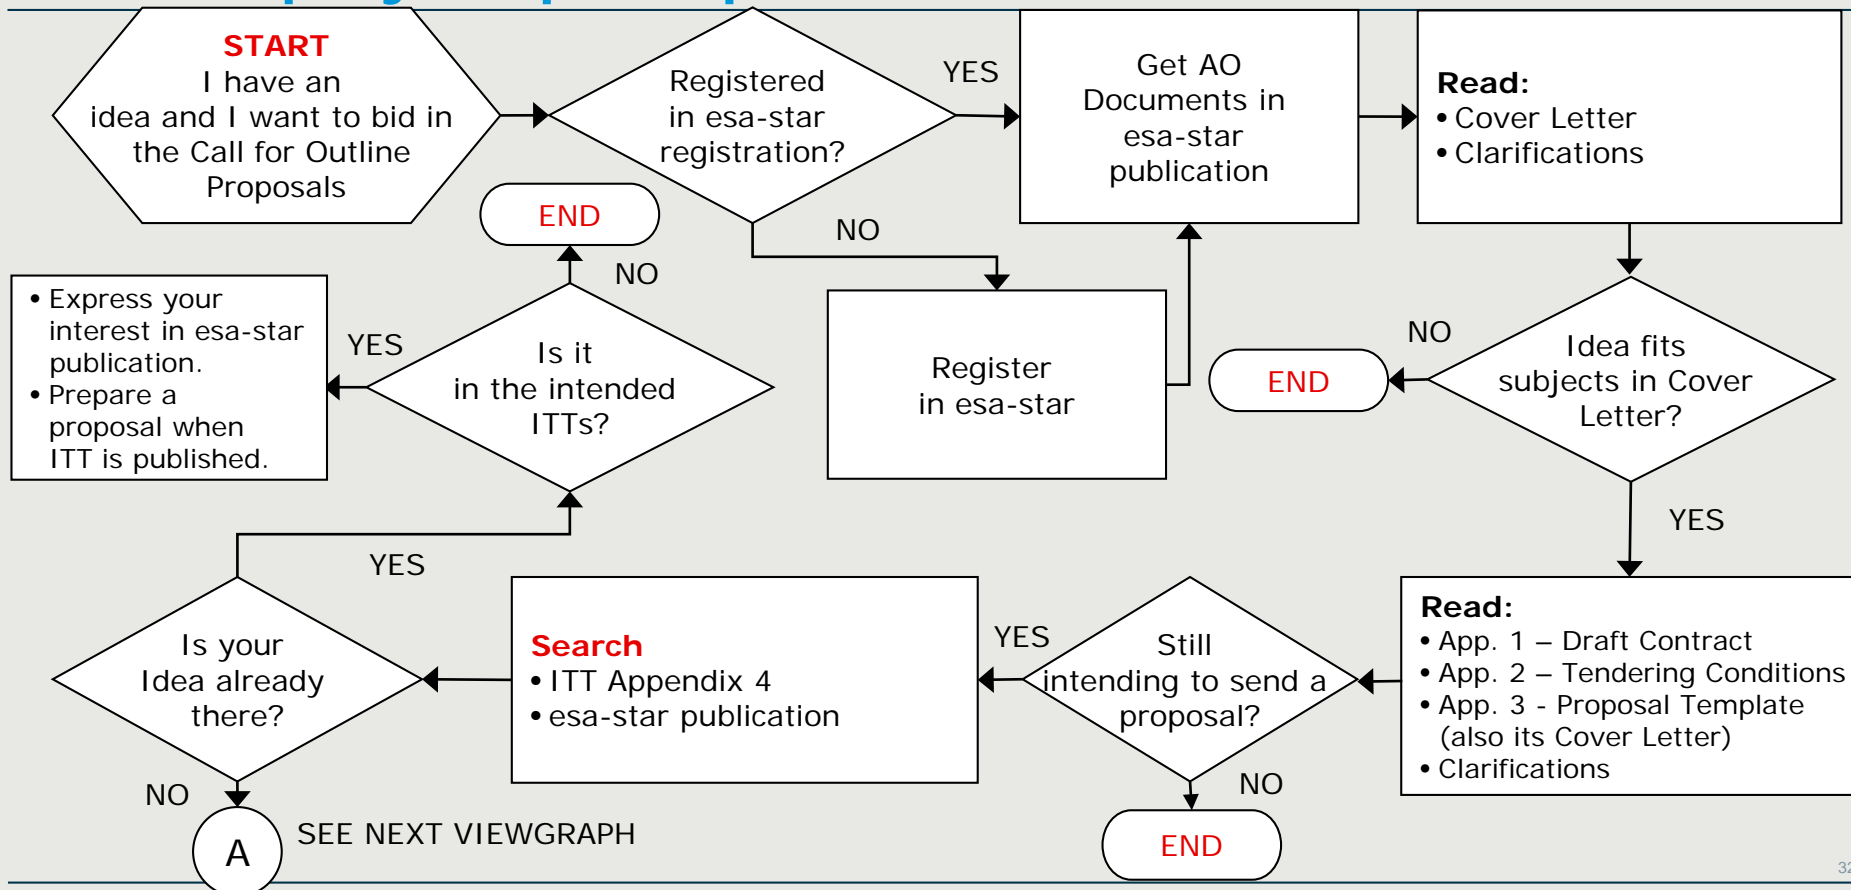 START
I have an
idea and I want to bid in
the Call for Outline
Proposals
Registered
in esa-star
registration?
YES
Get AO
Documents in
esa-star
publication
Read:
• Cover Letter
• Clarifications
NO
Register
in esa-star
Idea fits
subjects in Cover
Letter?
NO
END
YES
Read:
• App. 1 – Draft Contract
• App. 2 – Tendering Conditions
• App. 3 - Proposal Template
(also its Cover Letter)
• Clarifications
Still
intending to send a
proposal?
NO
END
YES
Search
• ITT Appendix 4
• esa-star publication
Is your
Idea already
there?
YES
Is it
in the intended
ITTs?
NO
END
YES
• Express your
interest in esa-star
publication.
• Prepare a
proposal when
ITT is published.
NO
A
SEE NEXT VIEWGRAPH
32